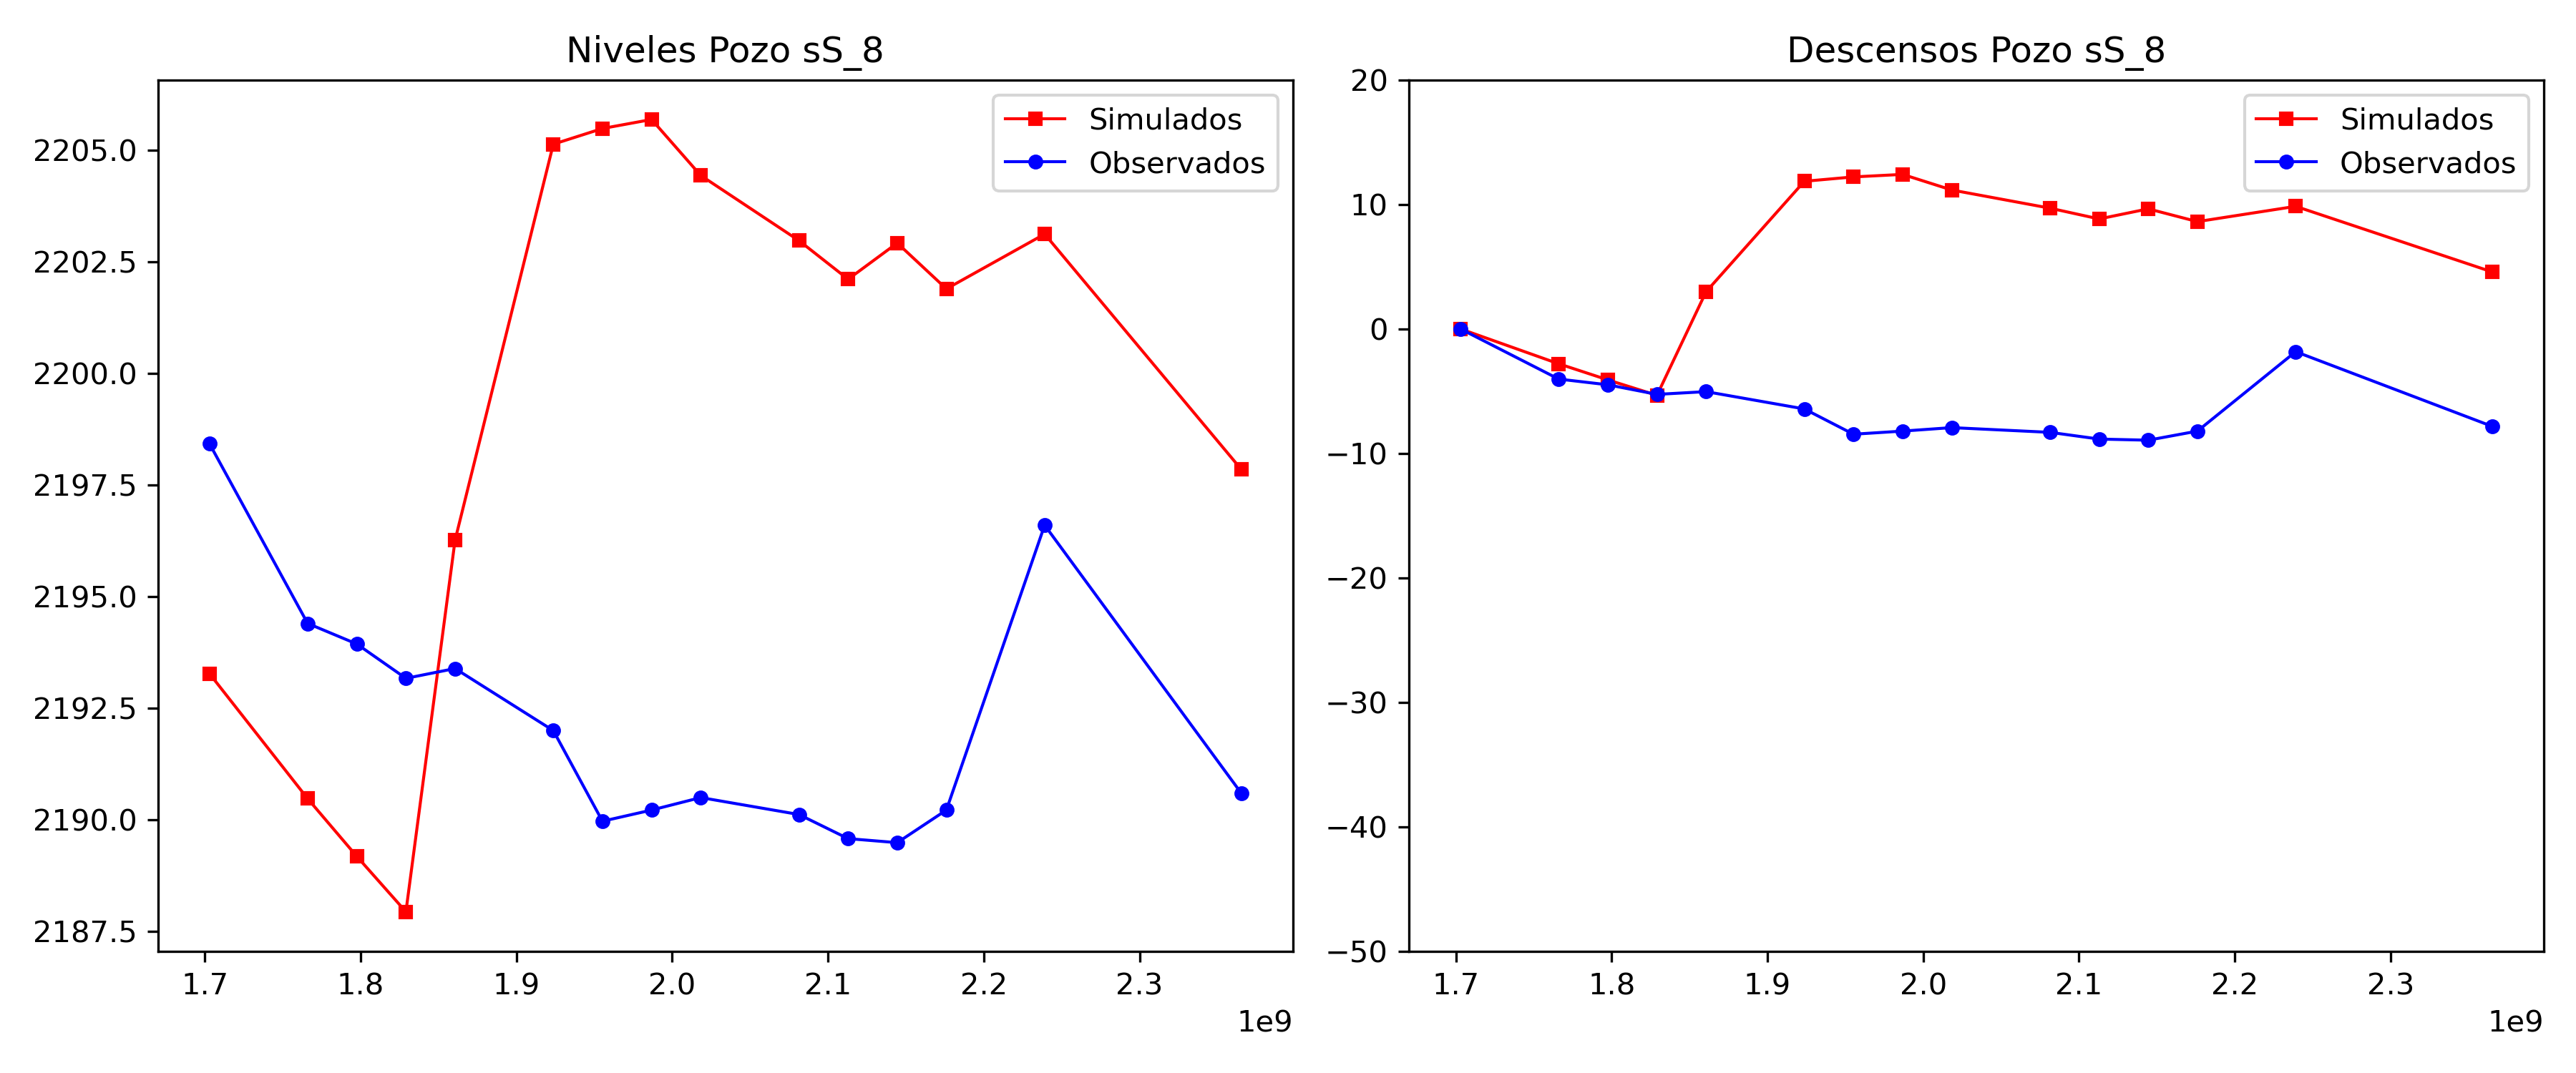 Niveles Pozo sS_8
Simulados
Observados
2205.0
2202.5
2200.0
2197.5
2195.0
2192.5
2190.0
2187.5
1.7 1.8 1.9 2.0 2.1 2.2 2.3
1e9
Descensos Pozo sS_8
Simulados
Observados
20
10
0
−10
−20
−30
−40
−50
1.7 1.8 1.9 2.0 2.1 2.2 2.3
1e9